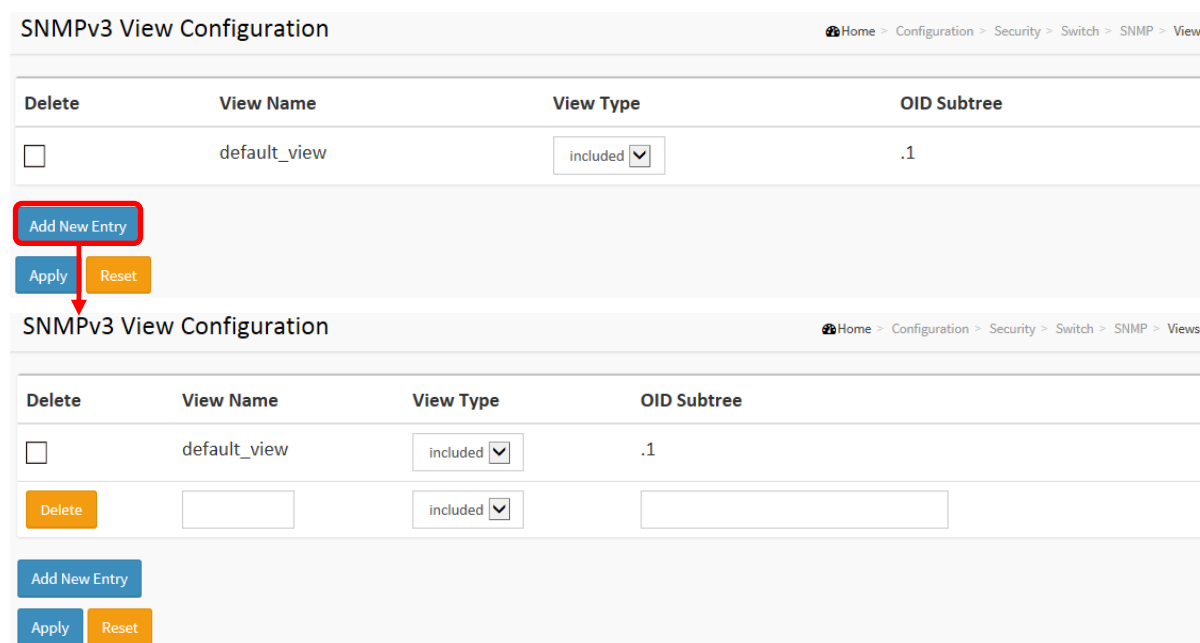 SNMPv3 View Configuration Home > Configuration > Security > Switch > SNMP > View
Delete View Name View Type OID Subtree
default_view included .1
Add New Entry
Apply Reset
SNMPv3 View Configuration Home > Configuration > Security > Switch > SNMP > Views
Delete View Name View Type OID Subtree
default_view included .1
Delete included
Add New Entry
Apply Reset